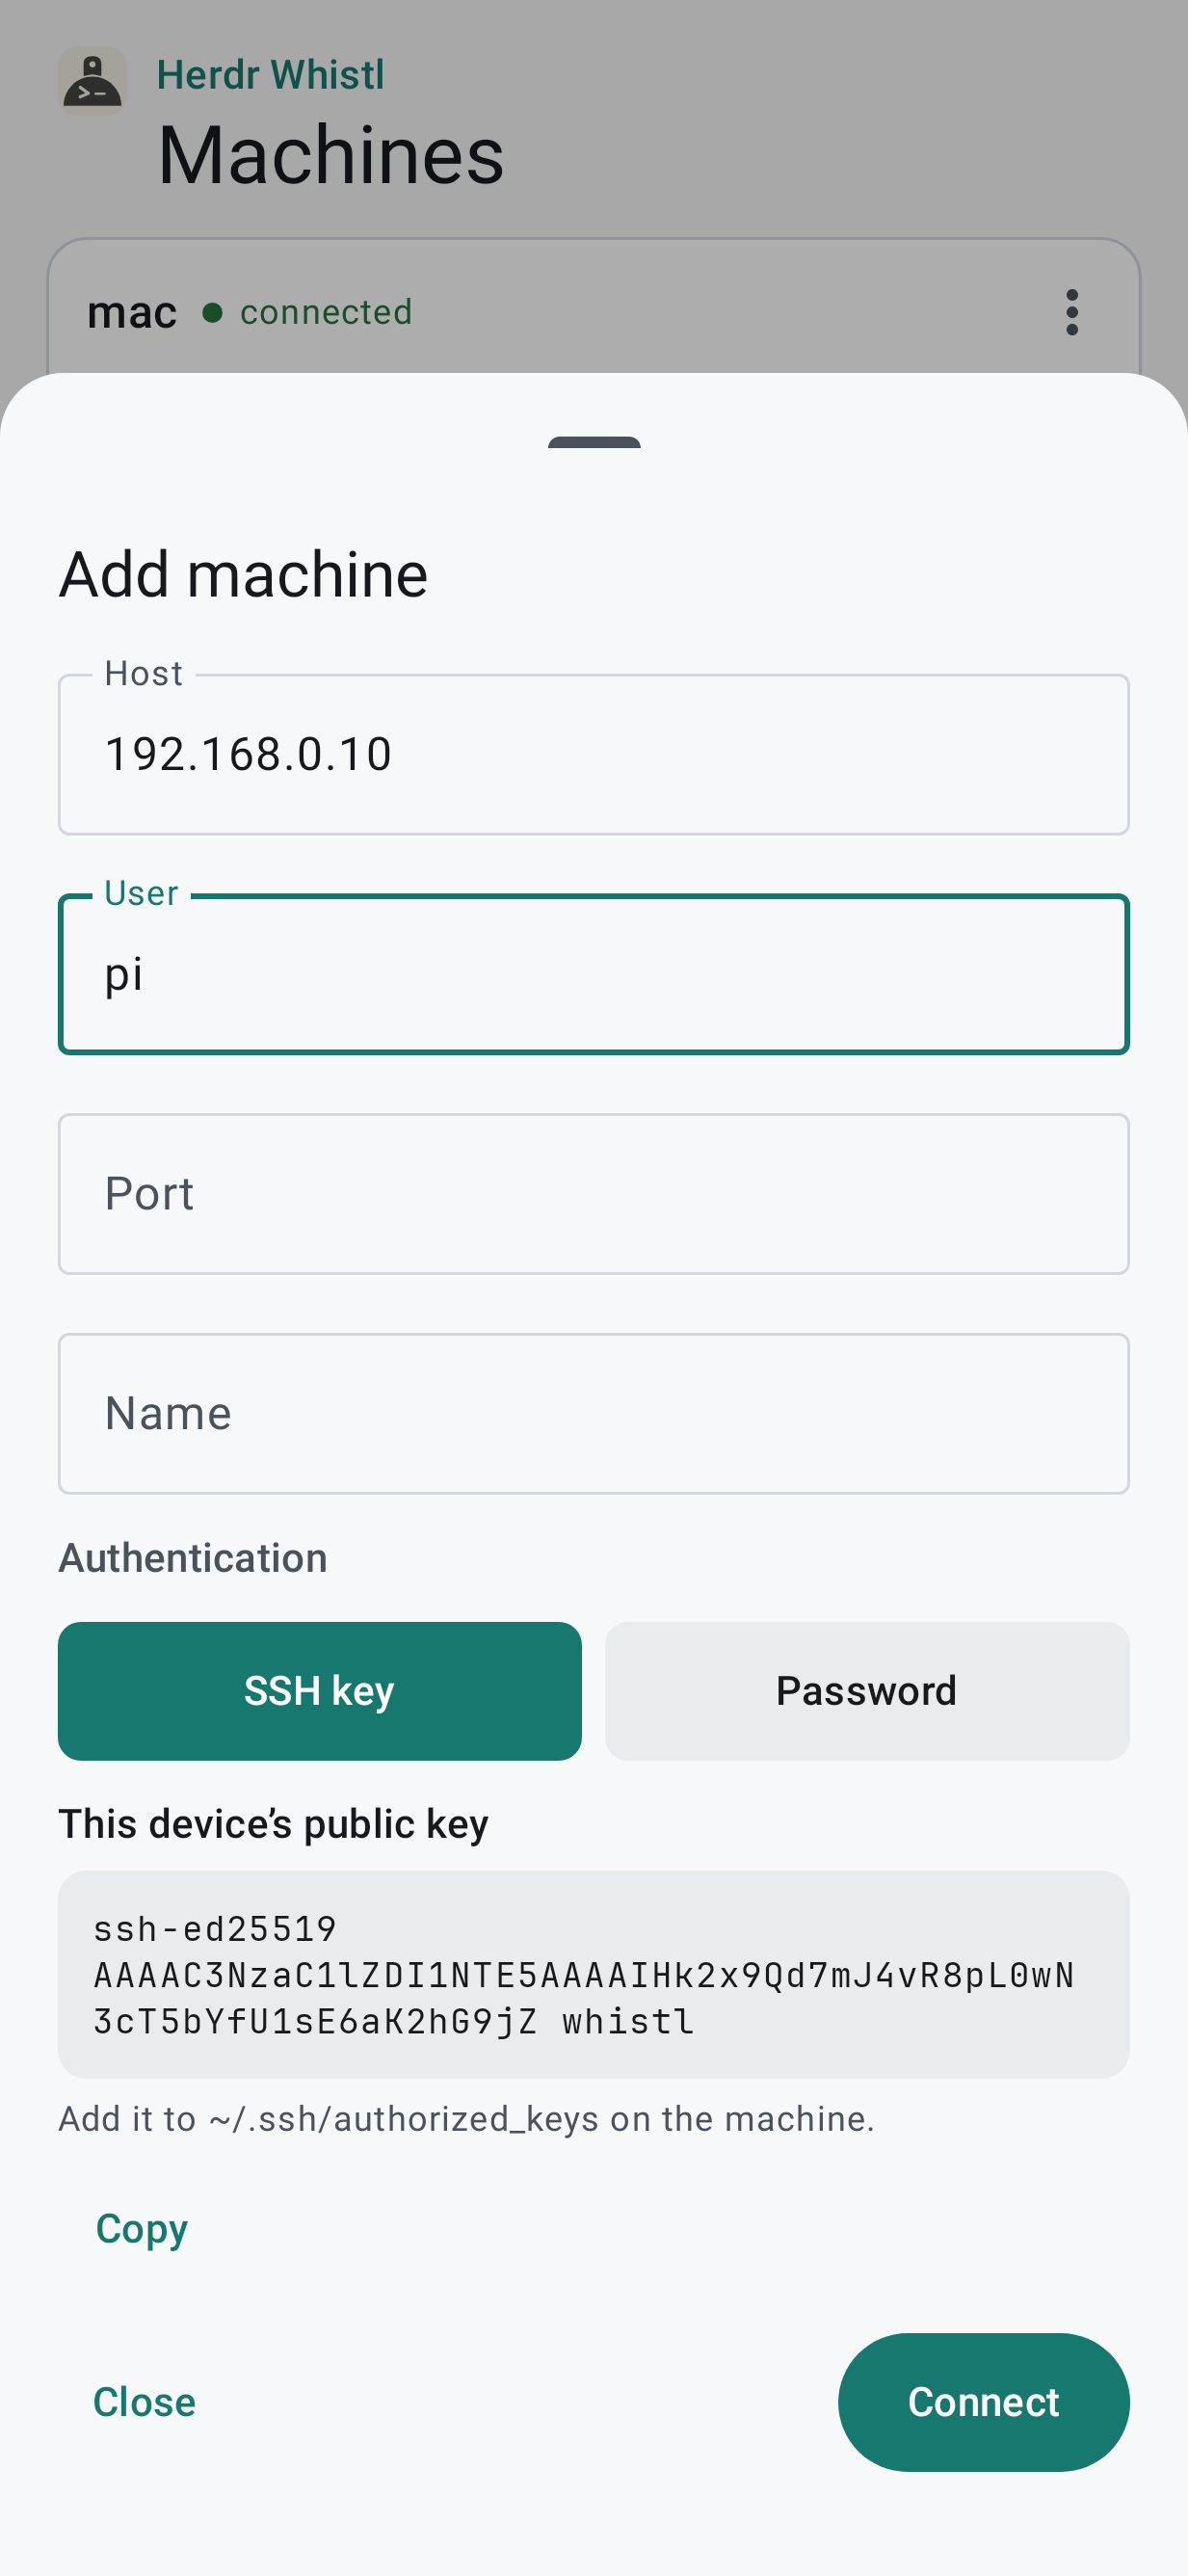 Herdr Whistl
Machines
mac connected
Add machine
Host
192.168.0.10
User
pi
Port
Name
Authentication
SSH key Password
This device’s public key
ssh-ed25519
AAAAC3NzaC1lZDI1NTE5AAAAIHk2x9Qd7mJ4vR8pL0wN
3cT5bYfU1sE6aK2hG9jZ whistl
Add it to ~/.ssh/authorized_keys on the machine.
Copy
Close Connect